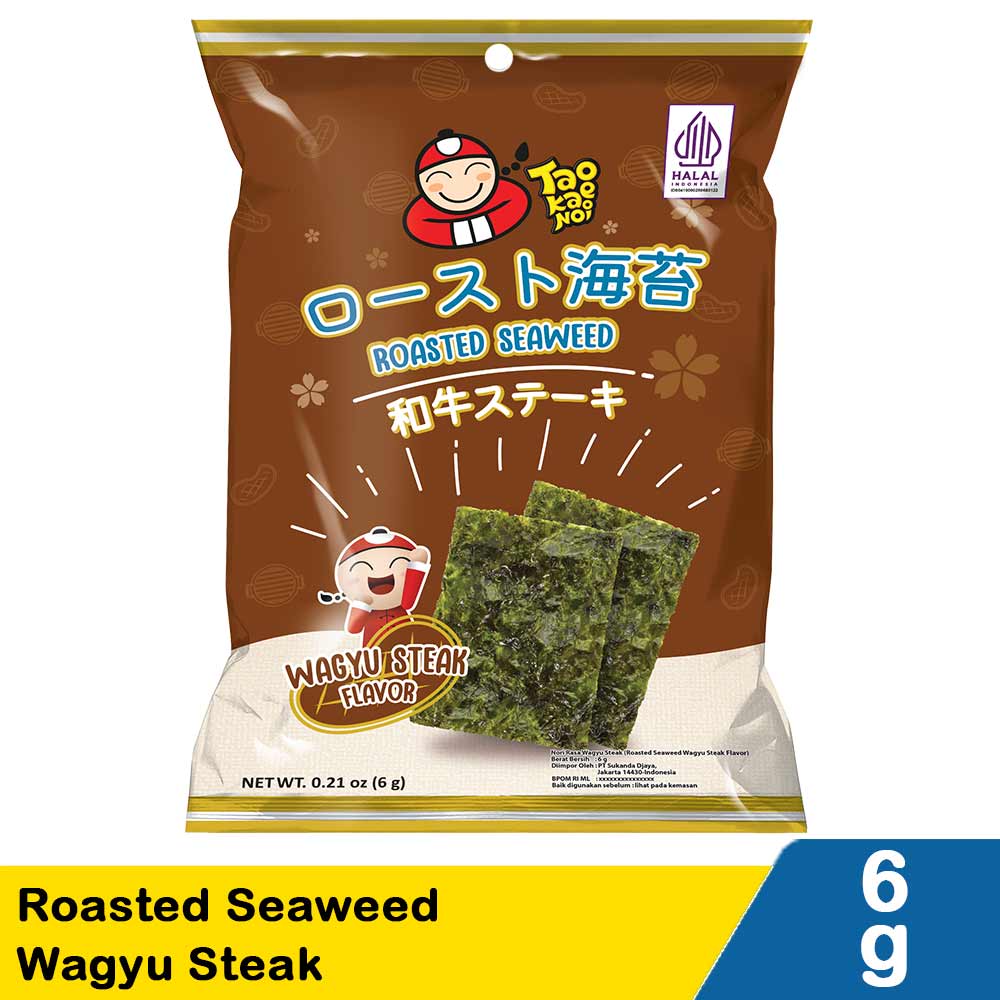 Tao
Kae
Noi
HALAL
INDONESIA
ロースト海苔
ROASTED SEAWEED
和牛ステーキ
WAGYU STEAK
FLAVOR
Nori Rasa Wagyu Steak (Roasted Seaweed Wagyu Steak Flavor)
Berat Bersih : 6 g
Diimpor Oleh : PT Sukanda Djaya,
Jakarta 14430-Indonesia
BPOM RI ML : xxxxxxxxxxxxxxx
Baik digunakan sebelum : lihat pada kemasan
NET WT. 0.21 oz (6 g)
Roasted Seaweed
Wagyu Steak
6
g